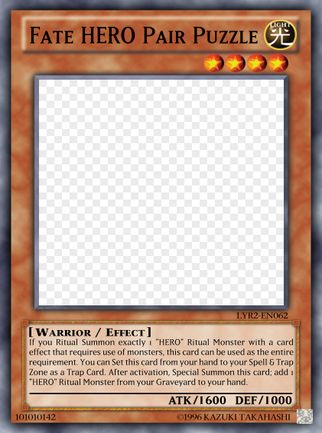 FATE HERO PAIR PUZZLE
LIGHT
光
LYR2-EN062
[ WARRIOR / EFFECT ]
If you Ritual Summon exactly 1 "HERO" Ritual Monster with a card
effect that requires use of monsters, this card can be used as the entire
requirement. You can Set this card from your hand to your Spell & Trap
Zone as a Trap Card. After activation, Special Summon this card; add 1
"HERO" Ritual Monster from your Graveyard to your hand.
ATK/1600 DEF/1000
101010142
©1996 KAZUKI TAKAHASHI